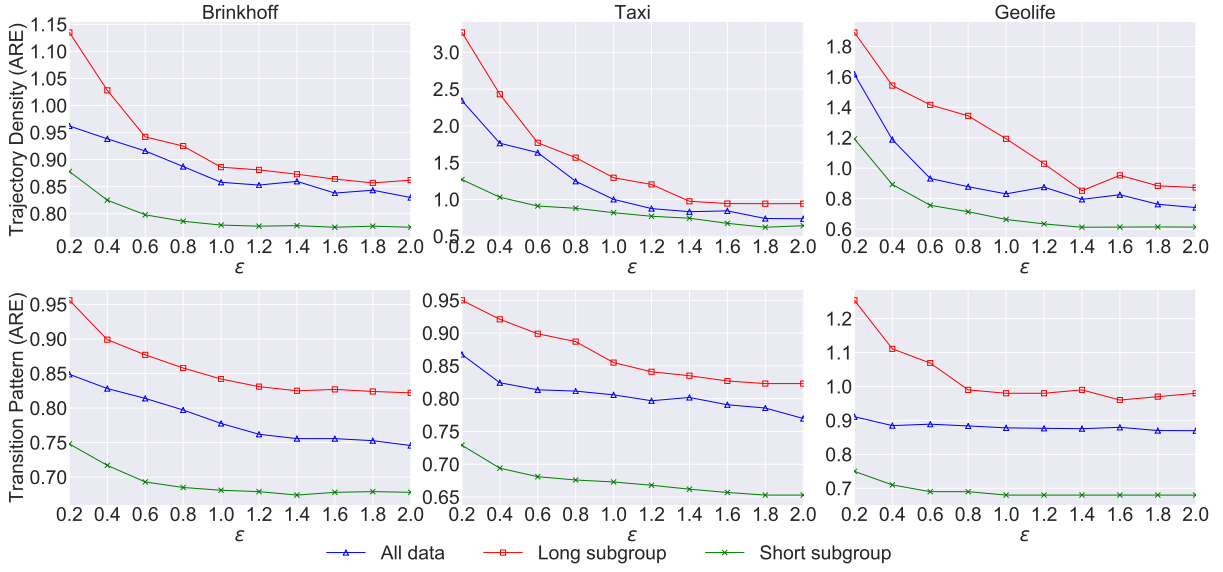 Brinkhoff Taxi Geolife
Trajectory Density (ARE)
1.15
1.10
1.05
1.00
0.95
0.90
0.85
0.80
0.2 0.4 0.6 0.8 1.0 1.2 1.4 1.6 1.8 2.0
ε
3.0
2.5
2.0
1.5
1.0
0.5
0.2 0.4 0.6 0.8 1.0 1.2 1.4 1.6 1.8 2.0
ε
1.8
1.6
1.4
1.2
1.0
0.8
0.6
0.2 0.4 0.6 0.8 1.0 1.2 1.4 1.6 1.8 2.0
ε
Transition Pattern (ARE)
0.95
0.90
0.85
0.80
0.75
0.70
0.2 0.4 0.6 0.8 1.0 1.2 1.4 1.6 1.8 2.0
ε
0.95
0.90
0.85
0.80
0.75
0.70
0.65
0.2 0.4 0.6 0.8 1.0 1.2 1.4 1.6 1.8 2.0
ε
1.2
1.1
1.0
0.9
0.8
0.7
0.2 0.4 0.6 0.8 1.0 1.2 1.4 1.6 1.8 2.0
ε
All data Long subgroup Short subgroup